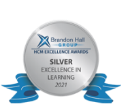 Brandon Hall
GROUP
HCM EXCELLENCE AWARDS
SILVER
EXCELLENCE IN
LEARNING
2021